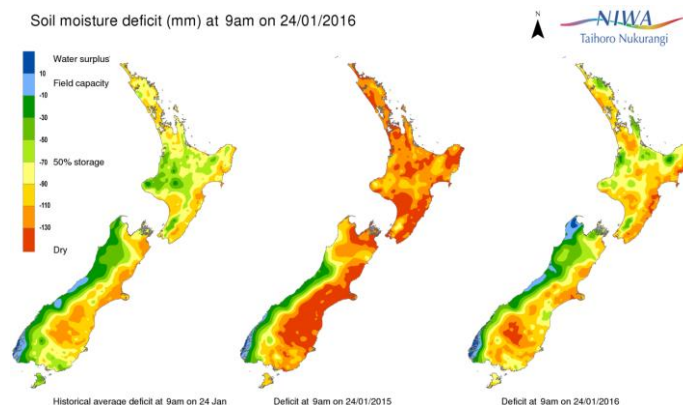 Soil moisture deficit (mm) at 9am on 24/01/2016
N
NIWA
Taihoro Nukurangi
Water surplus
10
Field capacity
-10
-30
-50
50% storage
-70
-90
-110
-130
Dry
Historical average deficit at 9am on 24 Jan
Deficit at 9am on 24/01/2015
Deficit at 9am on 24/01/2016